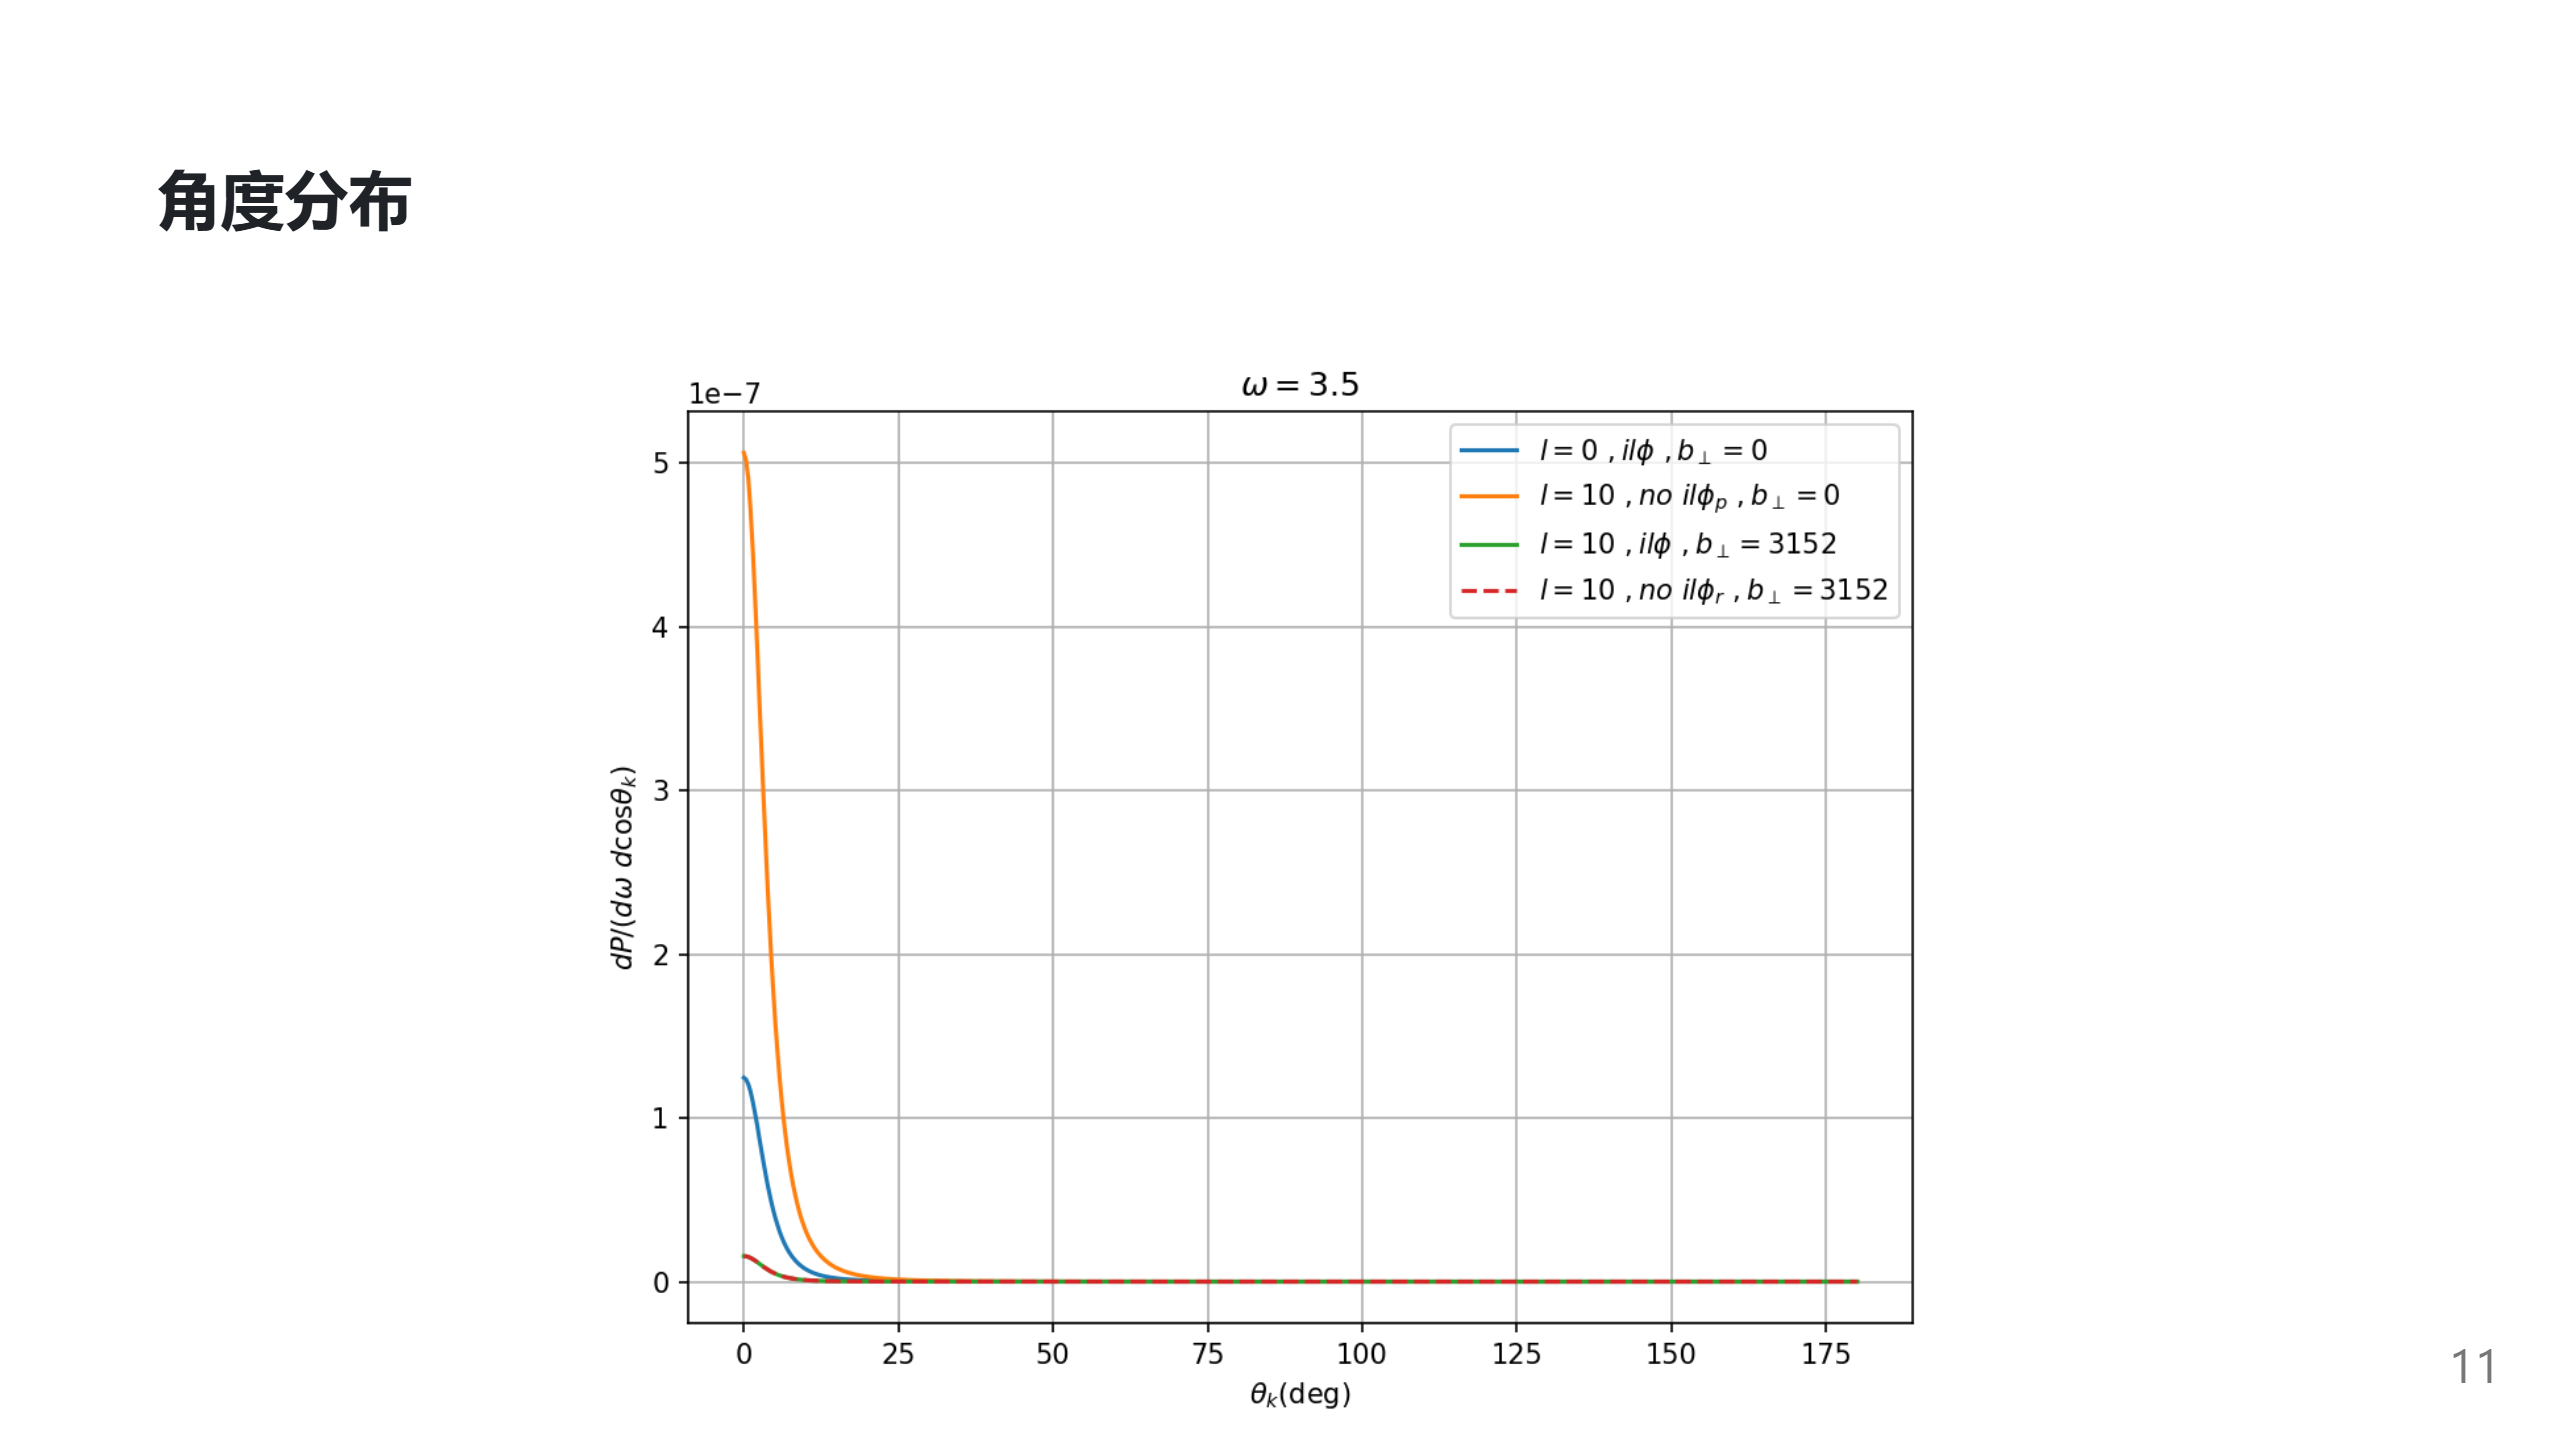 角度分布
ω = 3.5
1e−7
l = 0 , ilϕ , b⊥ = 0
l = 10 , no ilϕp , b⊥ = 0
l = 10 , ilϕ , b⊥ = 3152
l = 10 , no ilϕr , b⊥ = 3152
5
4
3
2
1
0
dP/(dω dcosθk)
0 25 50 75 100 125 150 175
θk(deg)
11